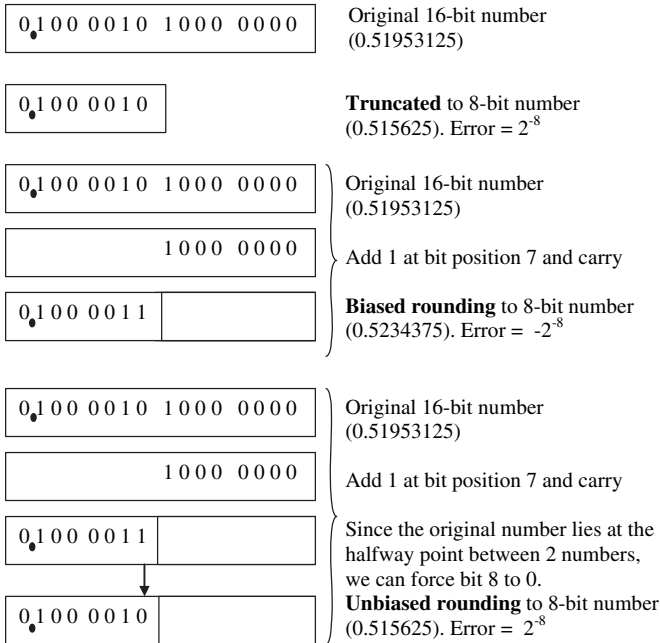 0.100 0010 1000 0000 Original 16-bit number
(0.51953125)
0.100 0010 Truncated to 8-bit number
(0.515625). Error = 2⁻⁸
0.100 0010 1000 0000 Original 16-bit number
(0.51953125)
1000 0000 Add 1 at bit position 7 and carry
0.100 0011 Biased rounding to 8-bit number
(0.5234375). Error = -2⁻⁸
0.100 0010 1000 0000 Original 16-bit number
(0.51953125)
1000 0000 Add 1 at bit position 7 and carry
0.100 0011 Since the original number lies at the
halfway point between 2 numbers,
we can force bit 8 to 0.
0.100 0010 Unbiased rounding to 8-bit number
(0.515625). Error = 2⁻⁸